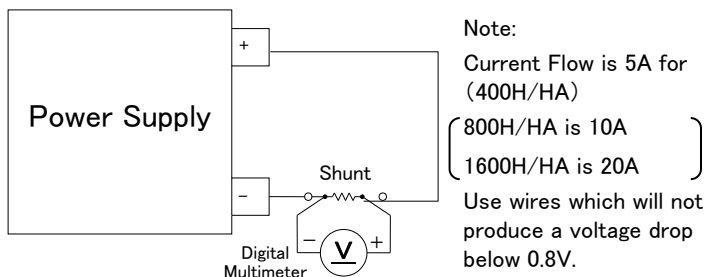 Power Supply
+
−
Shunt
− V +
Digital
Multimeter
Note:
Current Flow is 5A for
(400H/HA)
800H/HA is 10A
1600H/HA is 20A
Use wires which will not
produce a voltage drop
below 0.8V.